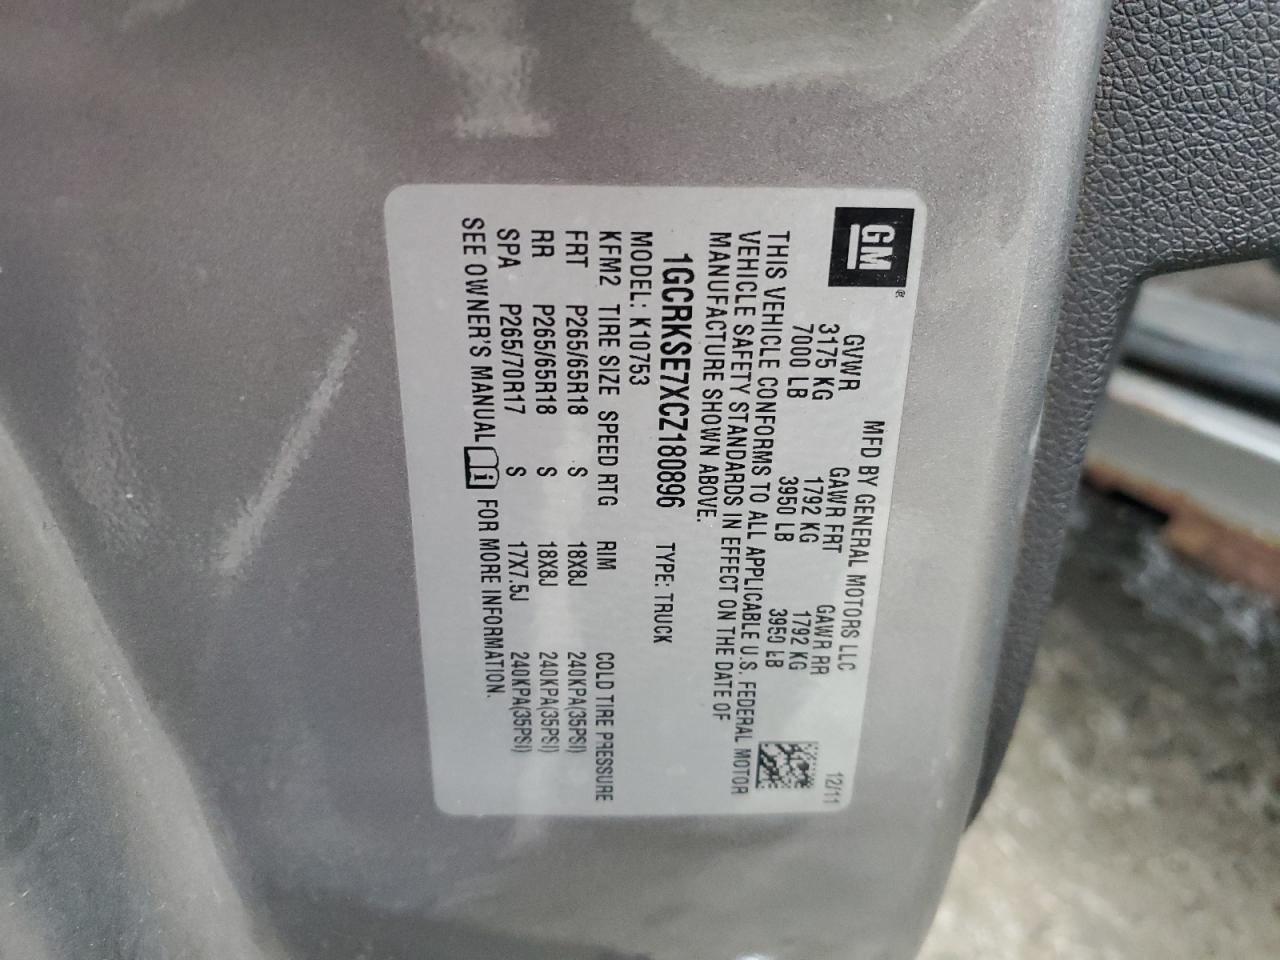 GM ®
MFD BY GENERAL MOTORS LLC 12/11
GVWR GAWR FRT GAWR RR
3175 KG 1792 KG 1792 KG
7000 LB 3950 LB 3950 LB
THIS VEHICLE CONFORMS TO ALL APPLICABLE U.S. FEDERAL MOTOR
VEHICLE SAFETY STANDARDS IN EFFECT ON THE DATE OF
MANUFACTURE SHOWN ABOVE.
1GCRKSE7XCZ180896 TYPE: TRUCK
MODEL: K10753
KFM2 TIRE SIZE SPEED RTG RIM COLD TIRE PRESSURE
FRT P265/65R18 S 18X8J 240KPA(35PSI)
RR P265/65R18 S 18X8J 240KPA(35PSI)
SPA P265/70R17 S 17X7.5J 240KPA(35PSI)
SEE OWNER'S MANUAL i FOR MORE INFORMATION.